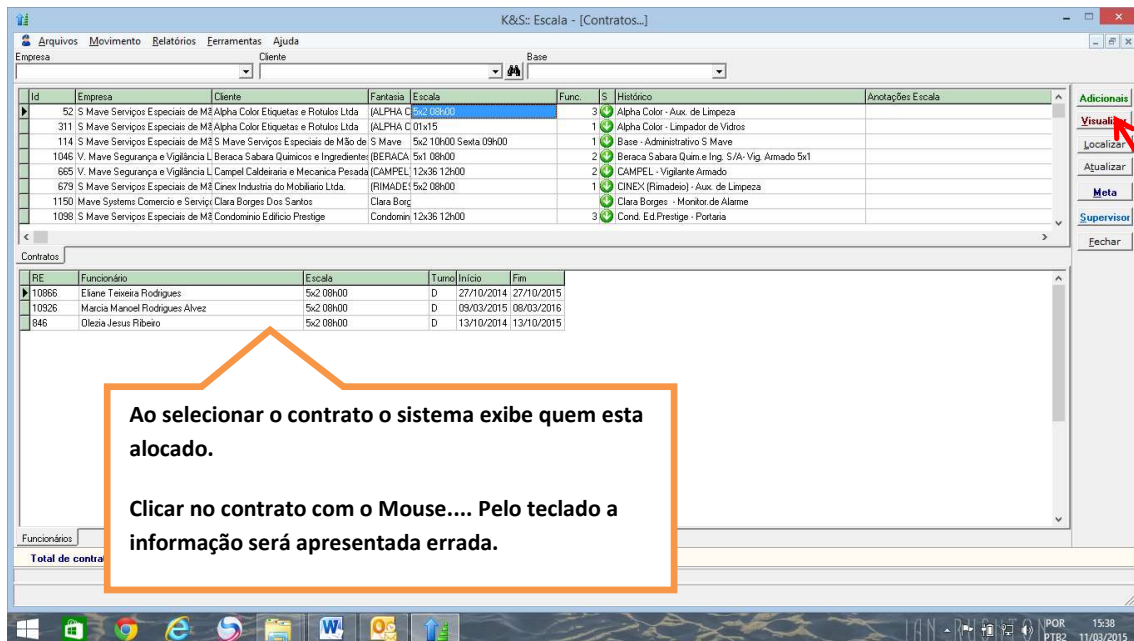 K&S:: Escala - [Contratos...]
Arquivos Movimento Relatórios Ferramentas Ajuda
Empresa Cliente Base
Id Empresa Cliente Fantasia Escala Func. S Histórico Anotações Escala
52 S Mave Serviços Especiais de Mã Alpha Color Etiquetas e Rotulos Ltda (ALPHA C 5x2 08h00 3 Alpha Color - Aux. de Limpeza
311 S Mave Serviços Especiais de Mã Alpha Color Etiquetas e Rotulos Ltda (ALPHA C 01x15 1 Alpha Color - Limpador de Vidros
114 S Mave Serviços Especiais de Mã S Mave Serviços Especiais de Mão de S Mave 5x2 10h00 Sexta 09h00 1 Base - Administrativo S Mave
1046 V. Mave Segurança e Vigilância L Beraca Sabara Quimicos e Ingrediente (BERACA 5x1 08h00 2 Beraca Sabara Quim.e Ing. S/A- Vig. Armado 5x1
665 V. Mave Segurança e Vigilância L Campel Caldeiraria e Mecanica Pesada (CAMPEL 12x36 12h00 2 CAMPEL - Vigilante Armado
679 S Mave Serviços Especiais de Mã Cinex Industria do Mobiliario Ltda. (RIMADE 5x2 08h00 1 CINEX (Rimadeio) - Aux. de Limpeza
1150 Mave Systems Comercio e Serviço Clara Borges Dos Santos Clara Borg Clara Borges - Monitor.de Alarme
1098 S Mave Serviços Especiais de Mã Condominio Edificio Prestige Condomin 12x36 12h00 3 Cond. Ed.Prestige - Portaria
Adicionais
Visualizar
Localizar
Atualizar
Meta
Supervisor
Fechar
Contratos
RE Funcionário Escala Turno Início Fim
10866 Eliane Teixeira Rodrigues 5x2 08h00 D 27/10/2014 27/10/2015
10926 Marcia Manoel Rodrigues Alvez 5x2 08h00 D 09/03/2015 08/03/2016
846 Olezia Jesus Ribeiro 5x2 08h00 D 13/10/2014 13/10/2015
Ao selecionar o contrato o sistema exibe quem esta
alocado.
Clicar no contrato com o Mouse.... Pelo teclado a
informação será apresentada errada.
Funcionários
Total de contra
POR 15:38
PTB2 11/03/2015